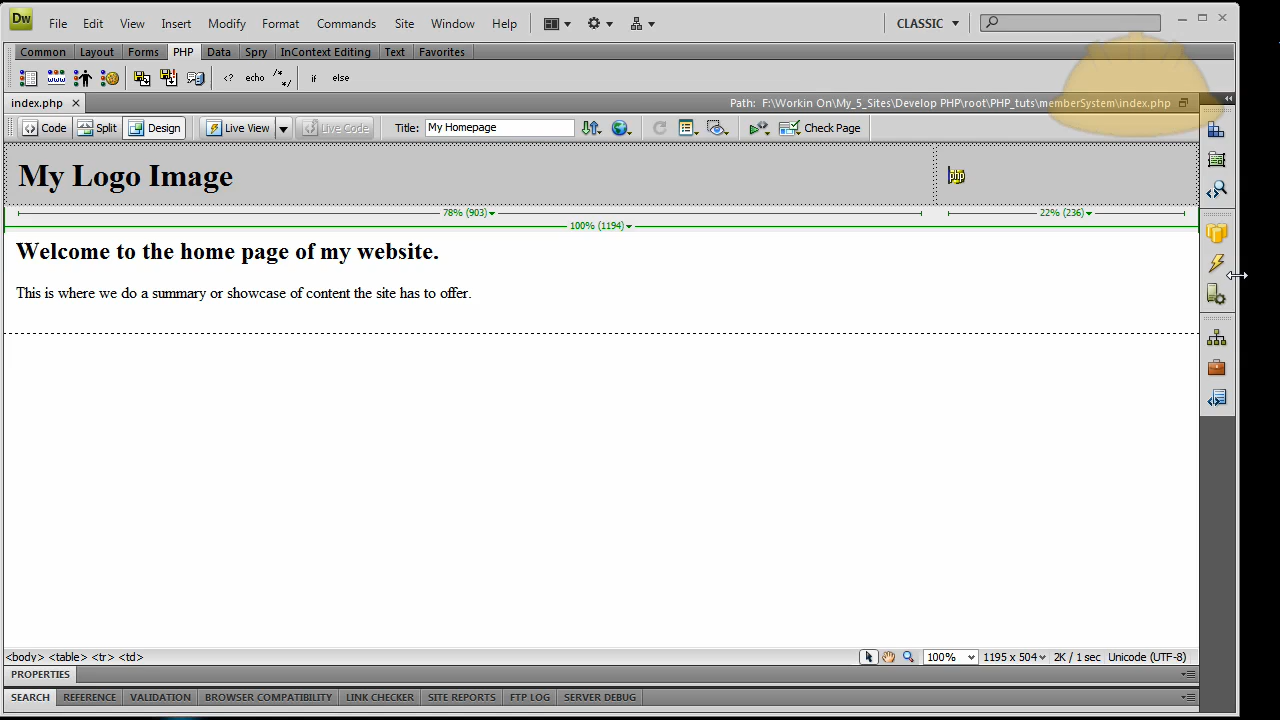 Dw File Edit View Insert Modify Format Commands Site Window Help CLASSIC
Common Layout Forms PHP Data Spry InContext Editing Text Favorites
<? echo /**/ if else
index.php × Path: F:\Workin On\My_5_Sites\Develop PHP\root\PHP_tuts\memberSystem\index.php
Code Split Design Live View Live Code Title: My Homepage Check Page
My Logo Image php
78% (903) 22% (236)
100% (1194)
Welcome to the home page of my website.
This is where we do a summary or showcase of content the site has to offer.
<body> <table> <tr> <td> 100% 1195 x 504 2K / 1 sec Unicode (UTF-8)
PROPERTIES
SEARCH REFERENCE VALIDATION BROWSER COMPATIBILITY LINK CHECKER SITE REPORTS FTP LOG SERVER DEBUG